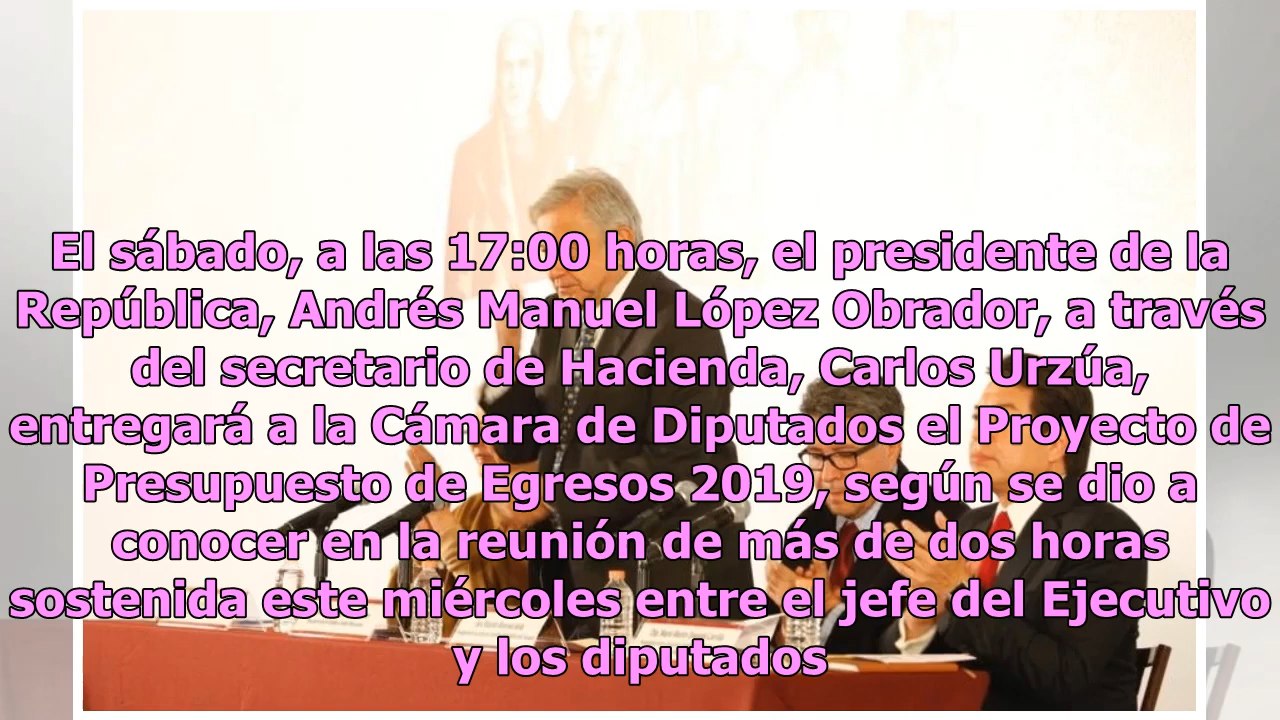 El sábado, a las 17:00 horas, el presidente de la
República, Andrés Manuel López Obrador, a través
del secretario de Hacienda, Carlos Urzúa,
entregará a la Cámara de Diputados el Proyecto de
Presupuesto de Egresos 2019, según se dio a
conocer en la reunión de más de dos horas
sostenida este miércoles entre el jefe del Ejecutivo
y los diputados